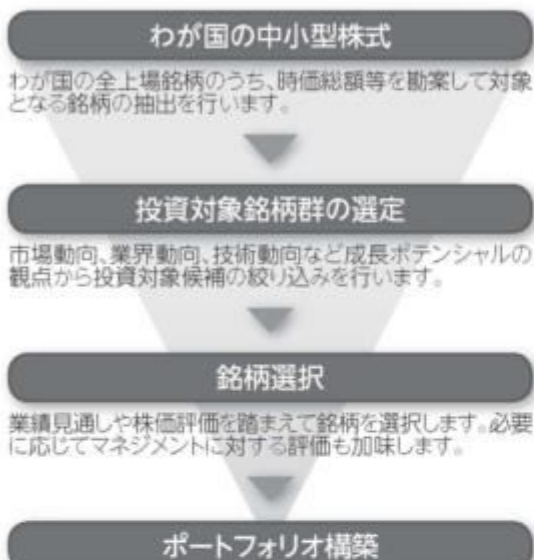 わが国の中小型株式
わが国の全上場銘柄のうち、時価総額等を勘案して対象
となる銘柄の抽出を行います。
投資対象銘柄群の選定
市場動向、業界動向、技術動向など成長ポテンシャルの
観点から投資対象候補の絞り込みを行います。
銘柄選択
業績見通しや株価評価を踏まえて銘柄を選択します。必要
に応じてマネジメントに対する評価も加味します。
ポートフォリオ構築